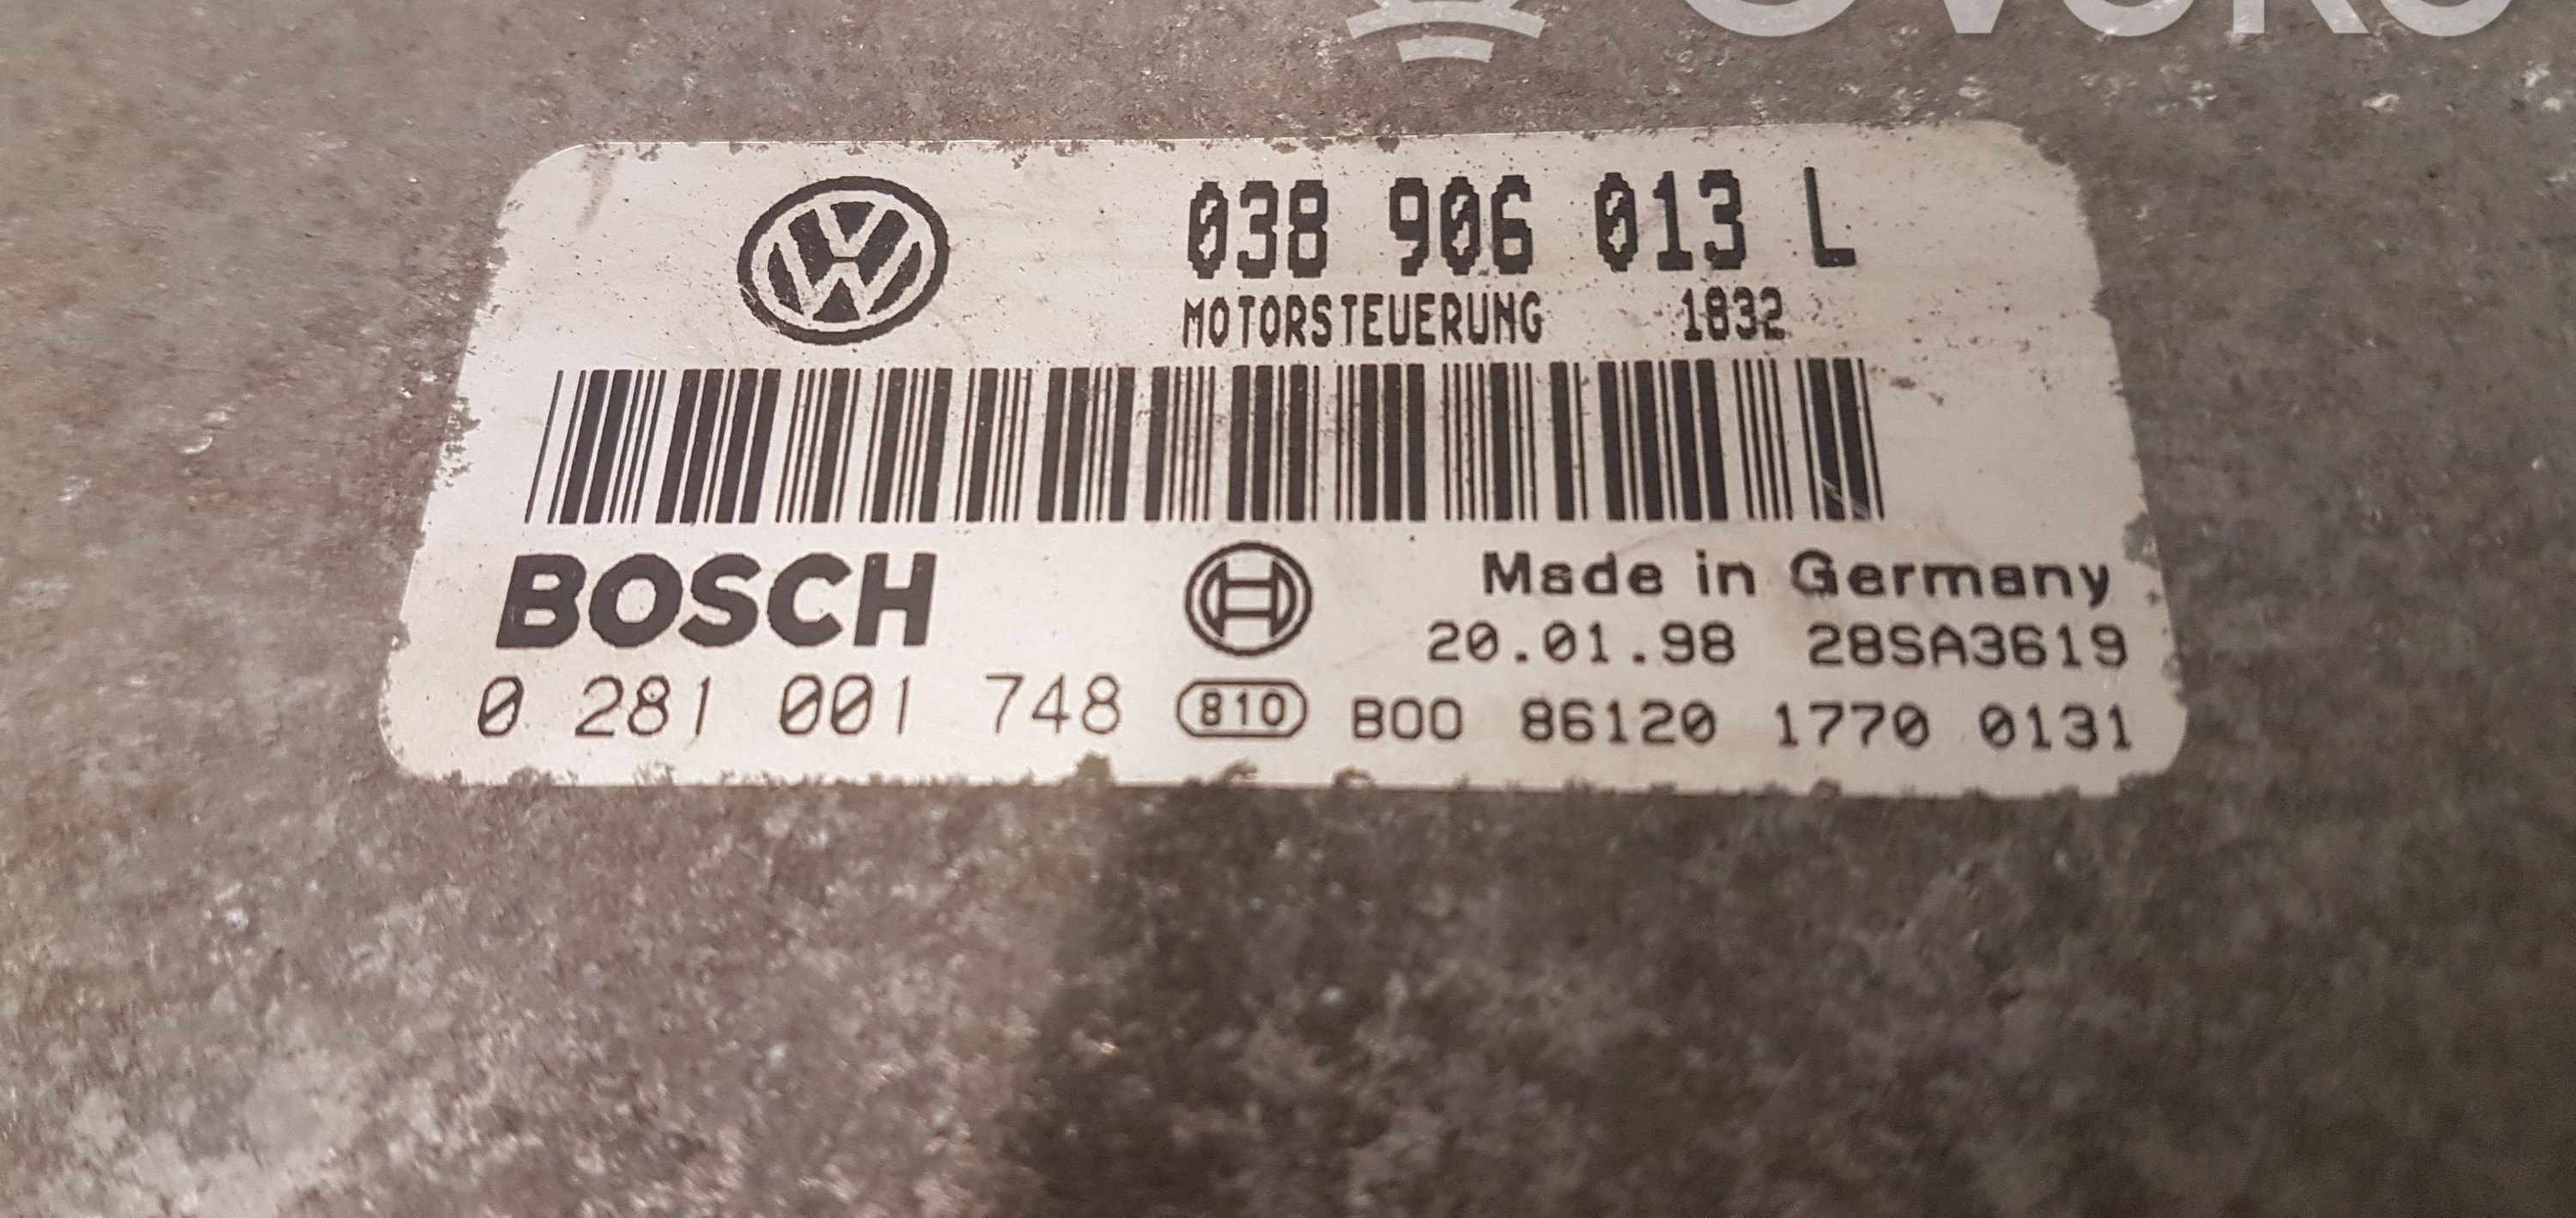 038 906 013 L
MOTORSTEUERUNG 1832
BOSCH
Made in Germany
20.01.98 28SA3619
0 281 001 748 810 B00 86120 1770 0131